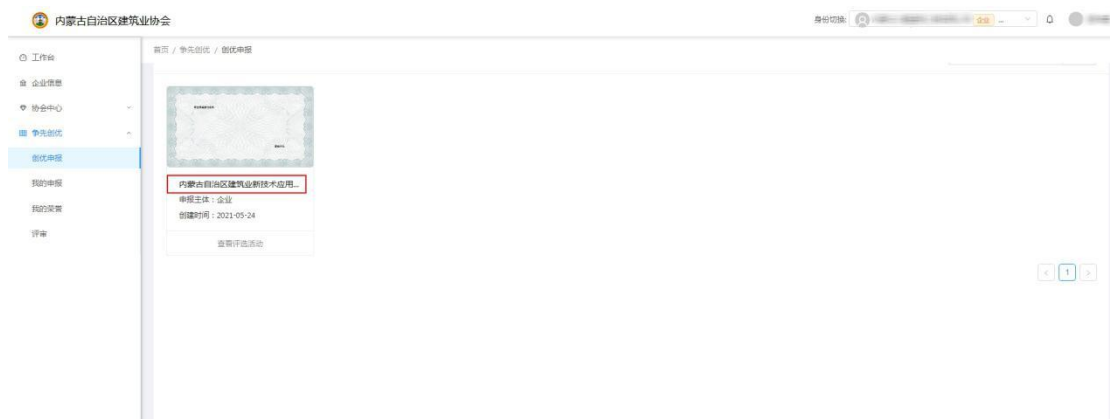 内蒙古自治区建筑业协会
身份切换:
企业
...
首页 / 争先创优 / 创优申报
工作台
企业信息
协会中心
争先创优
创优申报
我的申报
我的荣誉
评审
内蒙古自治区建筑业新技术应用...
申报主体：企业
创建时间：2021-05-24
查看评选活动
< 1 >